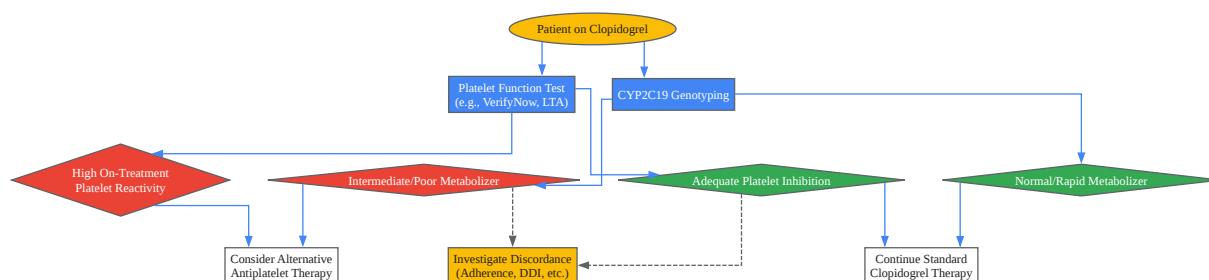 Patient on Clopidogrel
Platelet Function Test
(e.g., VerifyNow, LTA)
CYP2C19 Genotyping
High On-Treatment
Platelet Reactivity
Intermediate/Poor Metabolizer
Adequate Platelet Inhibition
Normal/Rapid Metabolizer
Consider Alternative
Antiplatelet Therapy
Investigate Discordance
(Adherence, DDI, etc.)
Continue Standard
Clopidogrel Therapy